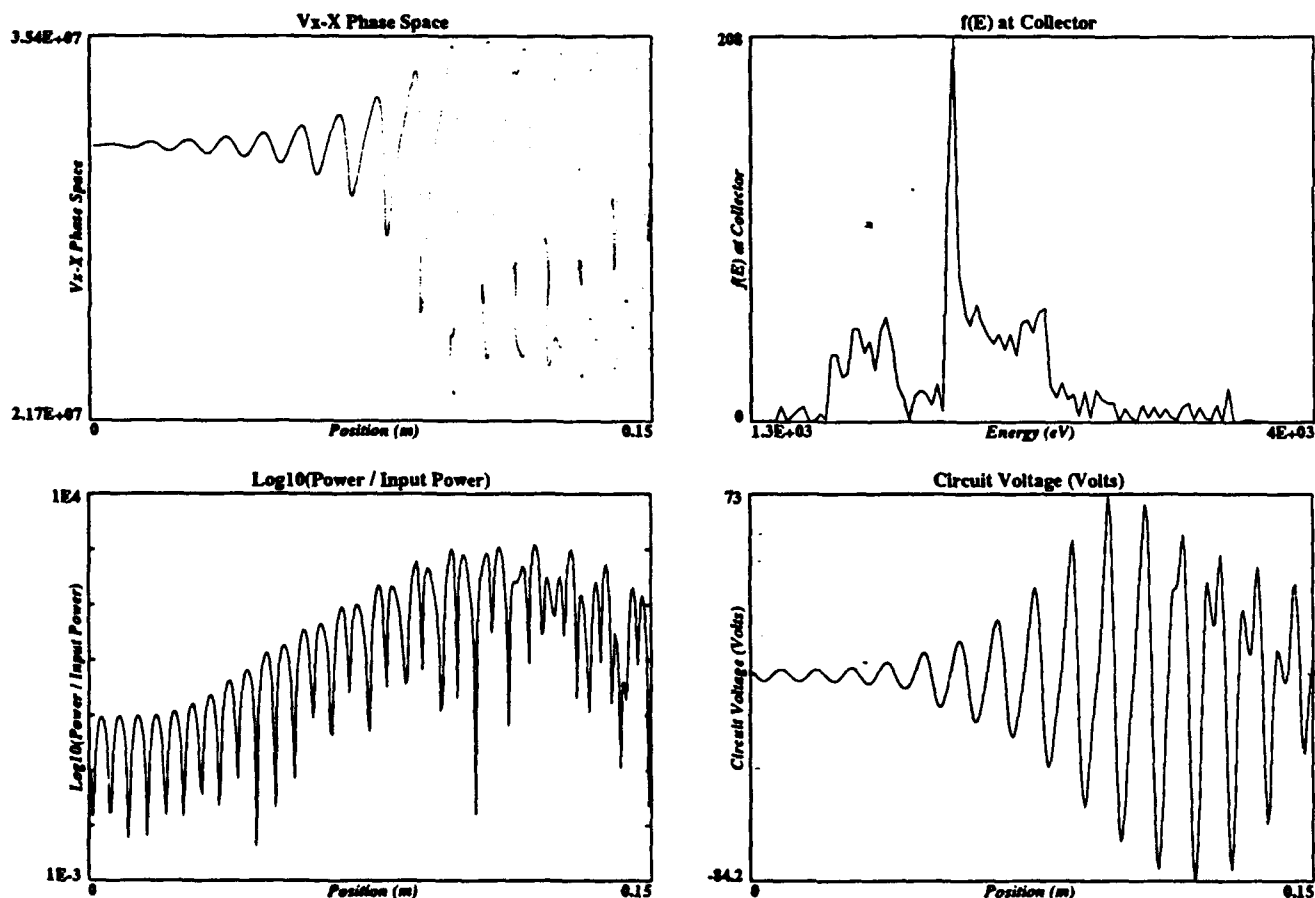 Vx-X Phase Space
3.54E+07
Vx-X Phase Space
2.17E+07
0
Position (m)
0.15
f(E) at Collector
208
f(E) at Collector
0
1.3E+03
Energy (eV)
4E+03
Log10(Power / Input Power)
1E4
Log10(Power / Input Power)
1E-3
0
Position (m)
0.15
Circuit Voltage (Volts)
73
Circuit Voltage (Volts)
-84.2
0
Position (m)
0.15